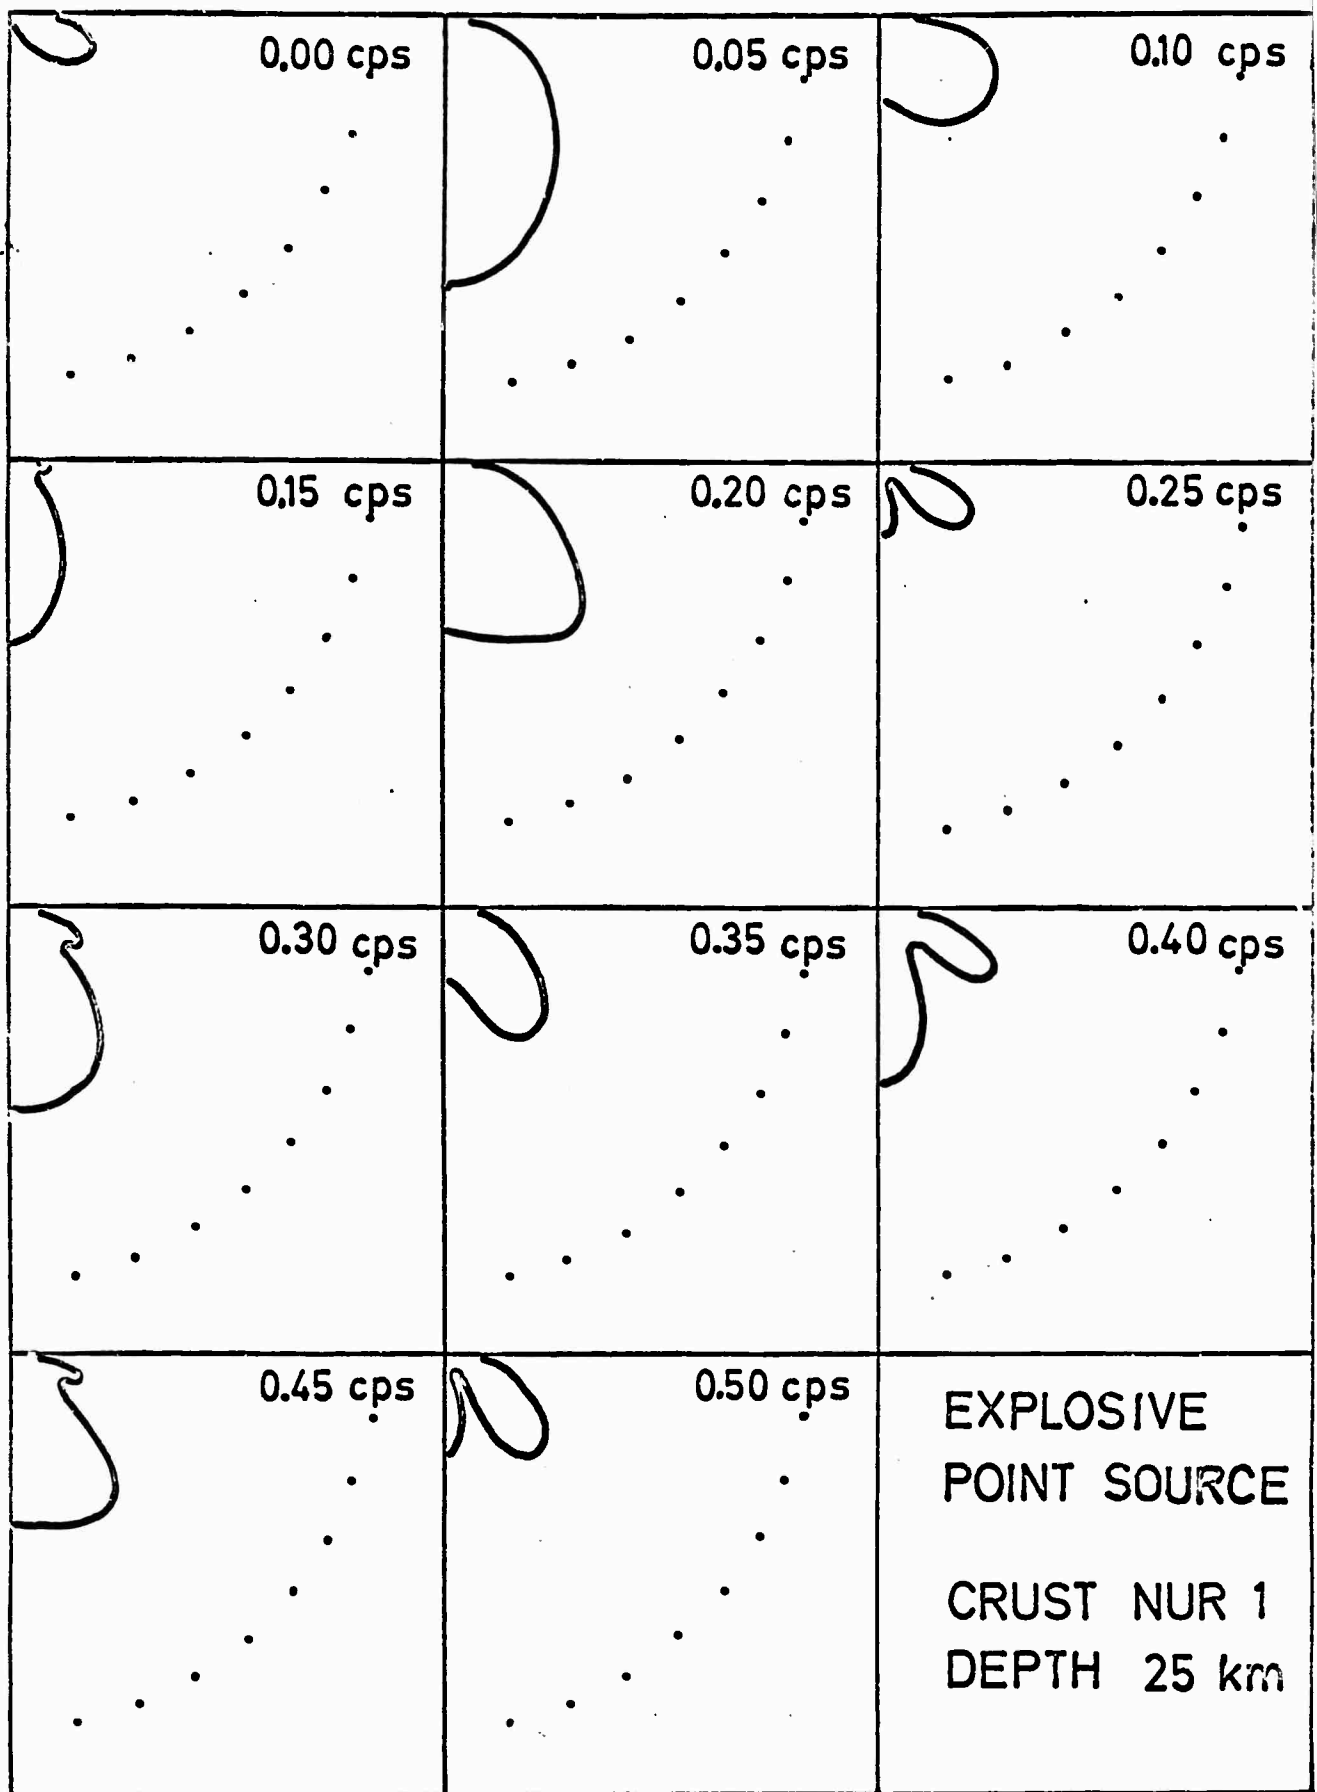 0.00 cps
0.05 cps
0.10 cps
0.15 cps
0.20 cps
0.25 cps
0.30 cps
0.35 cps
0.40 cps
0.45 cps
0.50 cps
EXPLOSIVE
POINT SOURCE
CRUST NUR 1
DEPTH 25 km